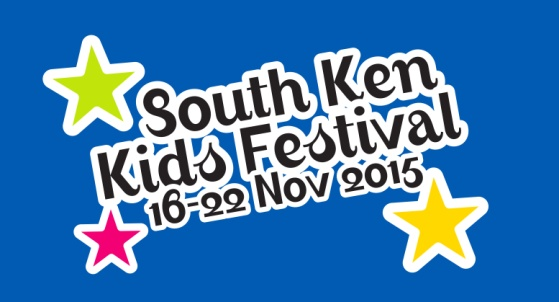 South Ken
Kids Festival
16-22 Nov 2015